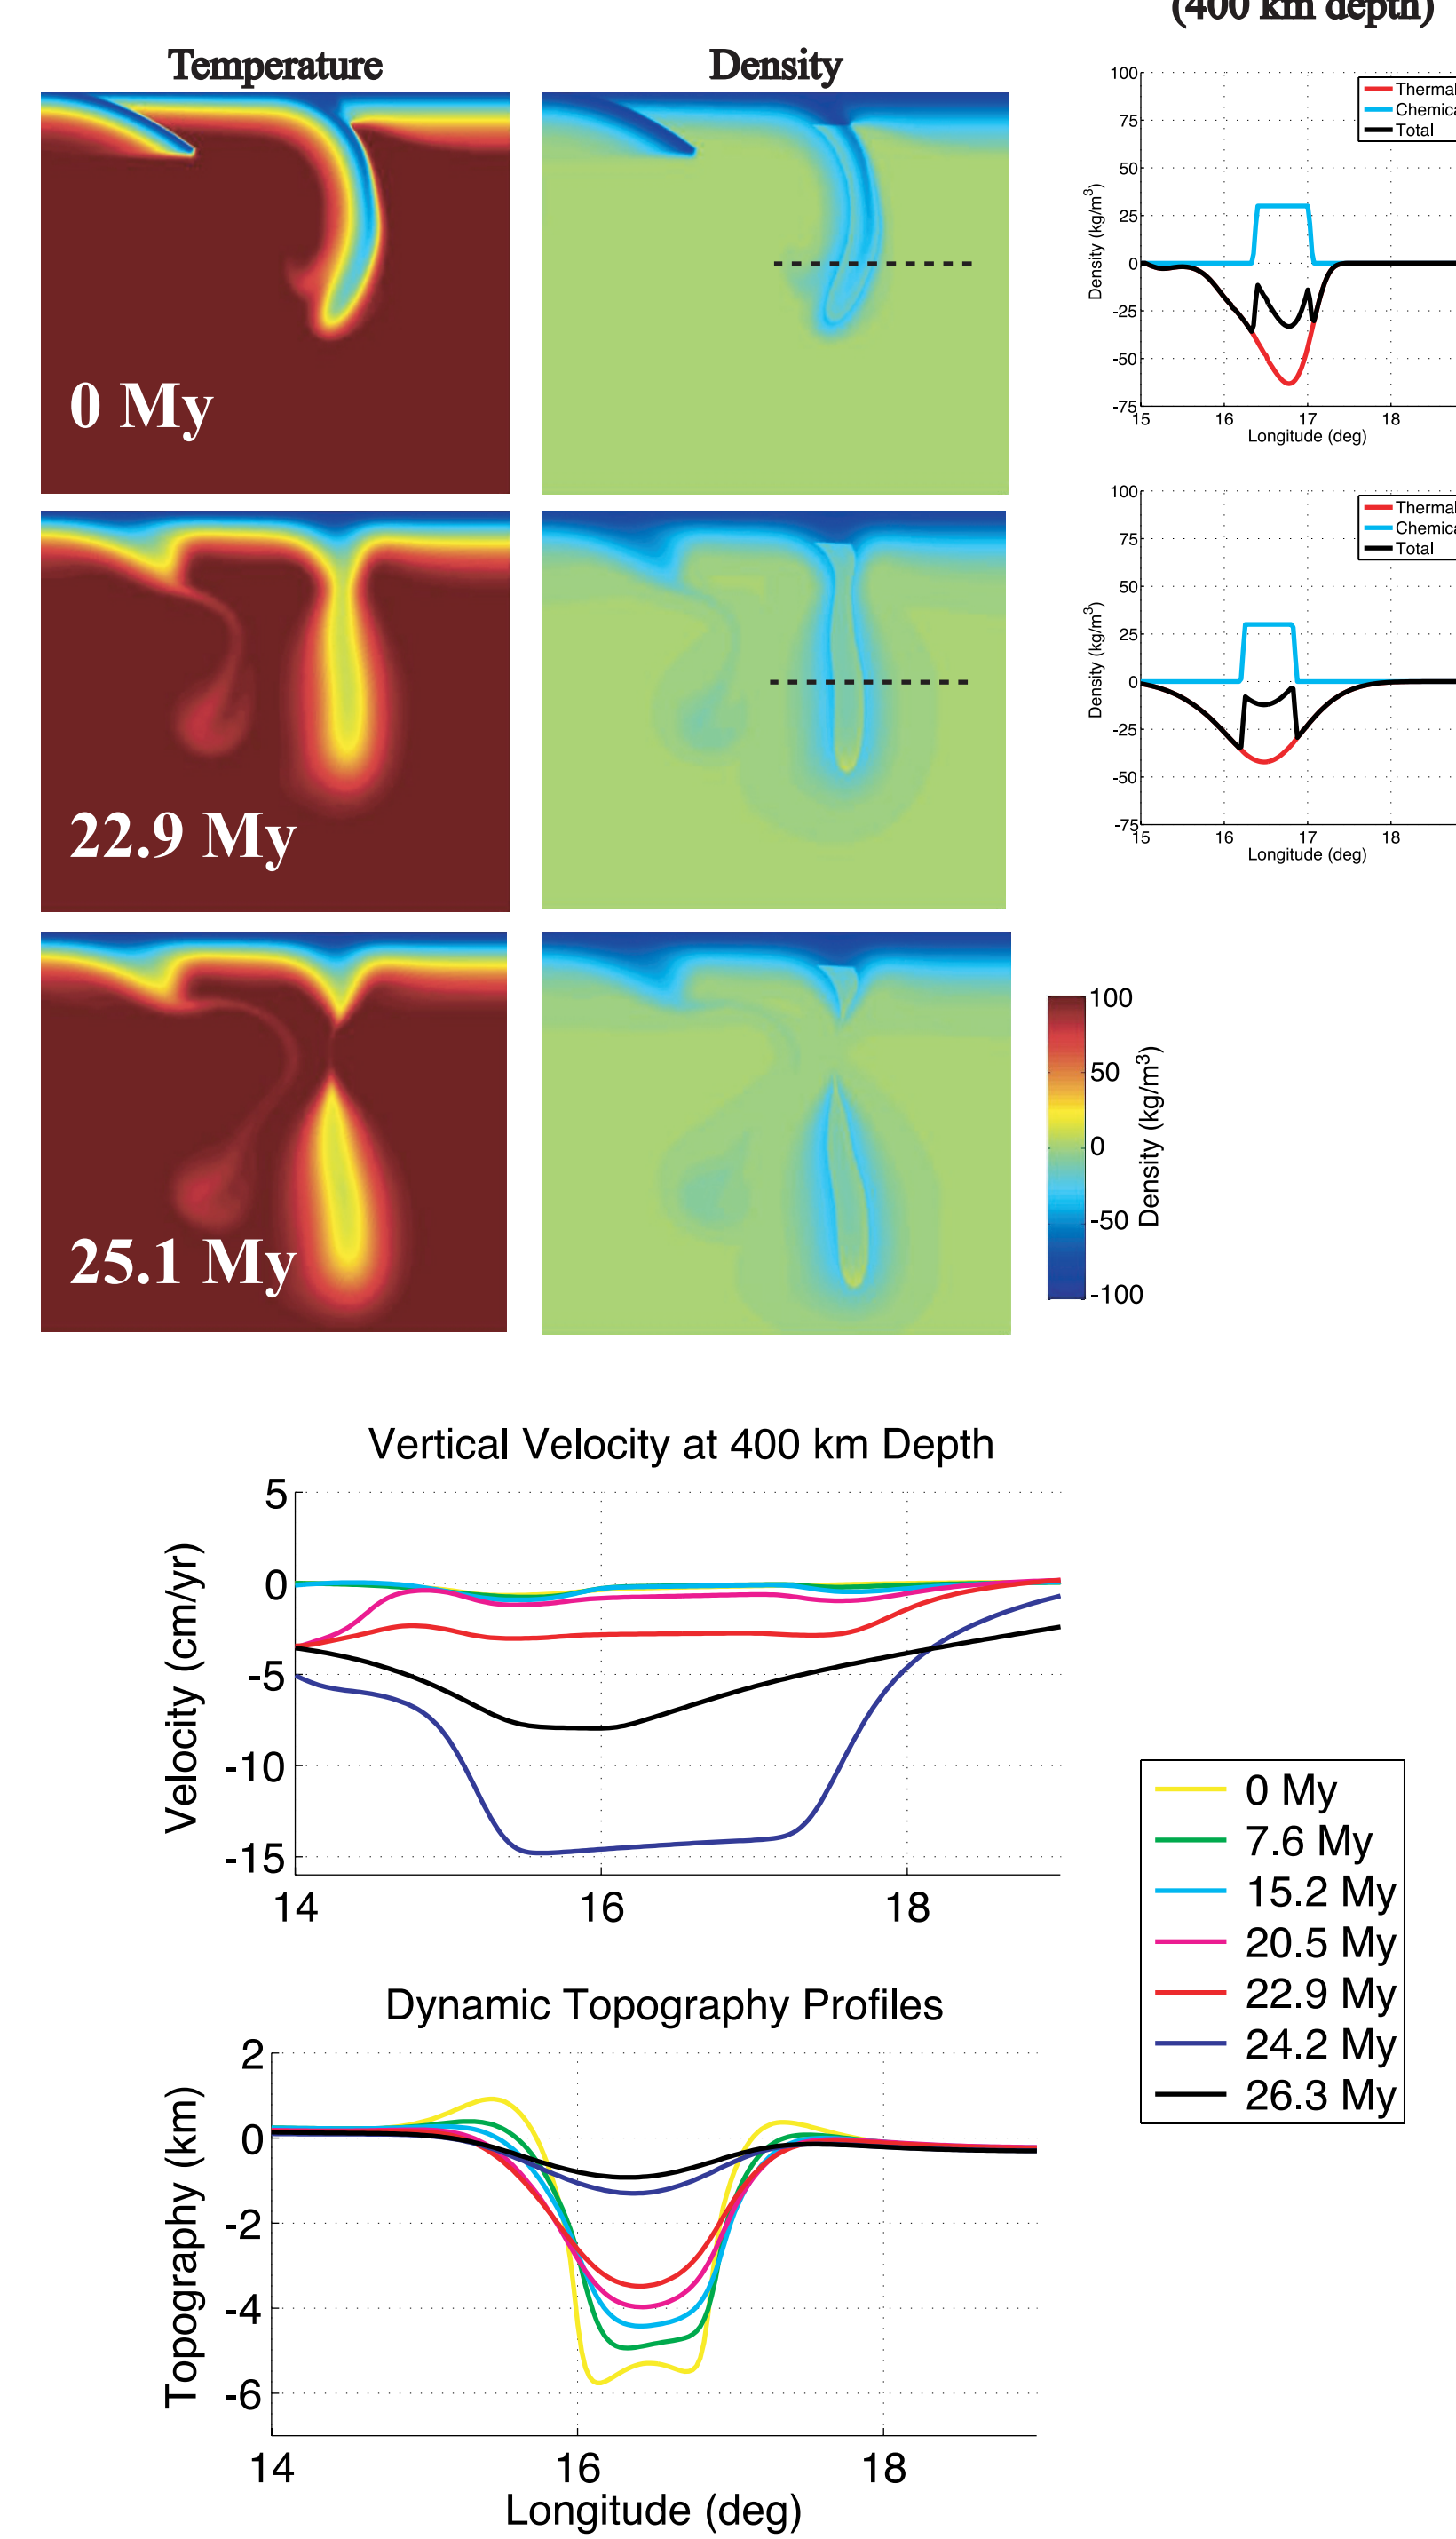 (400 km depth)
Temperature
Density
0 My
100
75
50
25
0
-25
-50
-75
15
16
17
18
Density (kg/m³)
Longitude (deg)
Thermal
Chemica
Total
22.9 My
100
75
50
25
0
-25
-50
-75
15
16
17
18
Density (kg/m³)
Longitude (deg)
Thermal
Chemica
Total
25.1 My
100
50
0
-50
-100
Density (kg/m³)
Vertical Velocity at 400 km Depth
5
0
-5
-10
-15
Velocity (cm/yr)
14
16
18
0 My
7.6 My
15.2 My
20.5 My
22.9 My
24.2 My
26.3 My
Dynamic Topography Profiles
2
0
-2
-4
-6
Topography (km)
14
16
18
Longitude (deg)